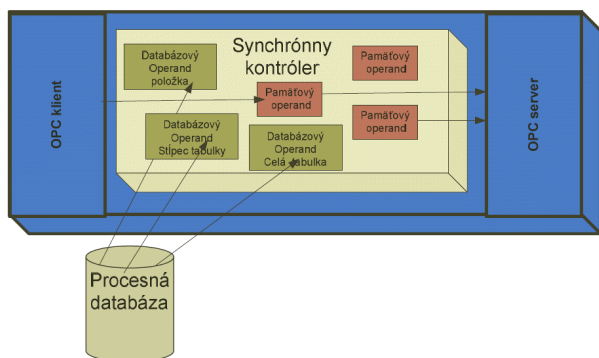 OPC klient
Synchrónny
kontróler
Databázový
Operand
položka
Pamäťový
operand
Pamäťový
operand
Databázový
Operand
Stĺpec tabulky
Databázový
Operand
Celá tabulka
Pamäťový
operand
OPC server
Procesná
databáza